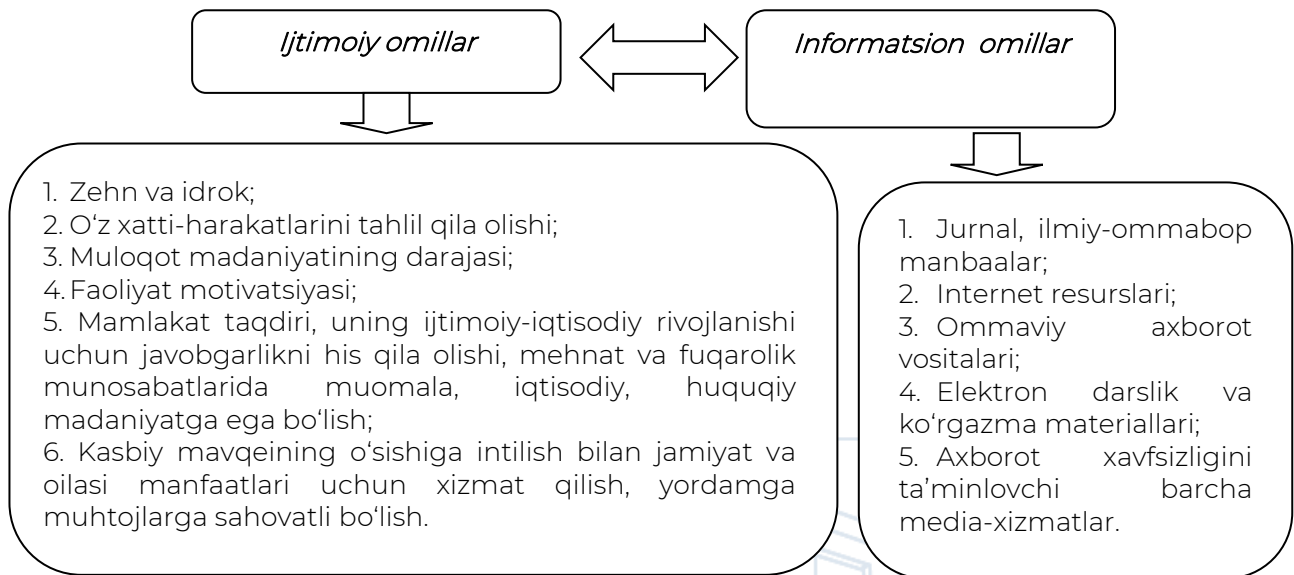 Ijtimoiy omillar
Informatsion omillar
1. Zehn va idrok;
2. O‘z xatti-harakatlarini tahlil qila olishi;
3. Muloqot madaniyatining darajasi;
4. Faoliyat motivatsiyasi;
5. Mamlakat taqdiri, uning ijtimoiy-iqtisodiy rivojlanishi
uchun javobgarlikni his qila olishi, mehnat va fuqarolik
munosabatlarida muomala, iqtisodiy, huquqiy
madaniyatga ega bo‘lish;
6. Kasbiy mavqeining o‘sishiga intilish bilan jamiyat va
oilasi manfaatlari uchun xizmat qilish, yordamga
muhtojlarga sahovatli bo‘lish.
1. Jurnal, ilmiy-ommabop
manbaalar;
2. Internet resurslari;
3. Ommaviy axborot
vositalari;
4. Elektron darslik va
ko‘rgazma materiallari;
5. Axborot xavfsizligini
ta’minlovchi barcha
media-xizmatlar.